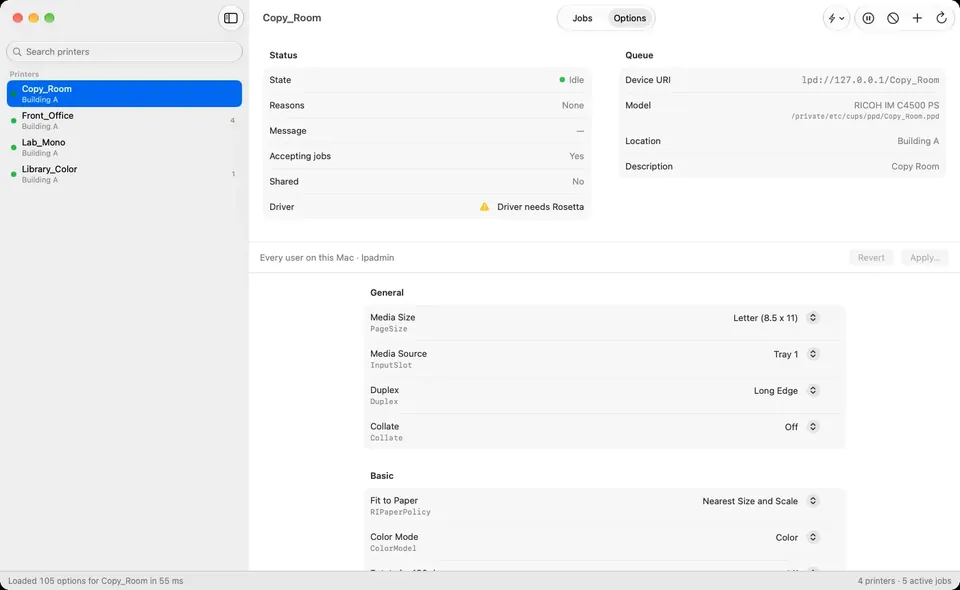 Copy_Room
Jobs
Options
Search printers
Printers
Copy_Room
Building A
Front_Office
Building A
4
Lab_Mono
Building A
Library_Color
Building A
1
Status
State
Idle
Reasons
None
Message
—
Accepting jobs
Yes
Shared
No
Driver
Driver needs Rosetta
Queue
Device URI
lpd://127.0.0.1/Copy_Room
Model
RICOH IM C4500 PS
/private/etc/cups/ppd/Copy_Room.ppd
Location
Building A
Description
Copy Room
Every user on this Mac · lpadmin
Revert
Apply…
General
Media Size
Letter (8.5 x 11)
PageSize
Media Source
Tray 1
InputSlot
Duplex
Long Edge
Duplex
Collate
Off
Collate
Basic
Fit to Paper
Nearest Size and Scale
RIPaperPolicy
Color Mode
Color
ColorModel
Loaded 105 options for Copy_Room in 55 ms
4 printers · 5 active jobs